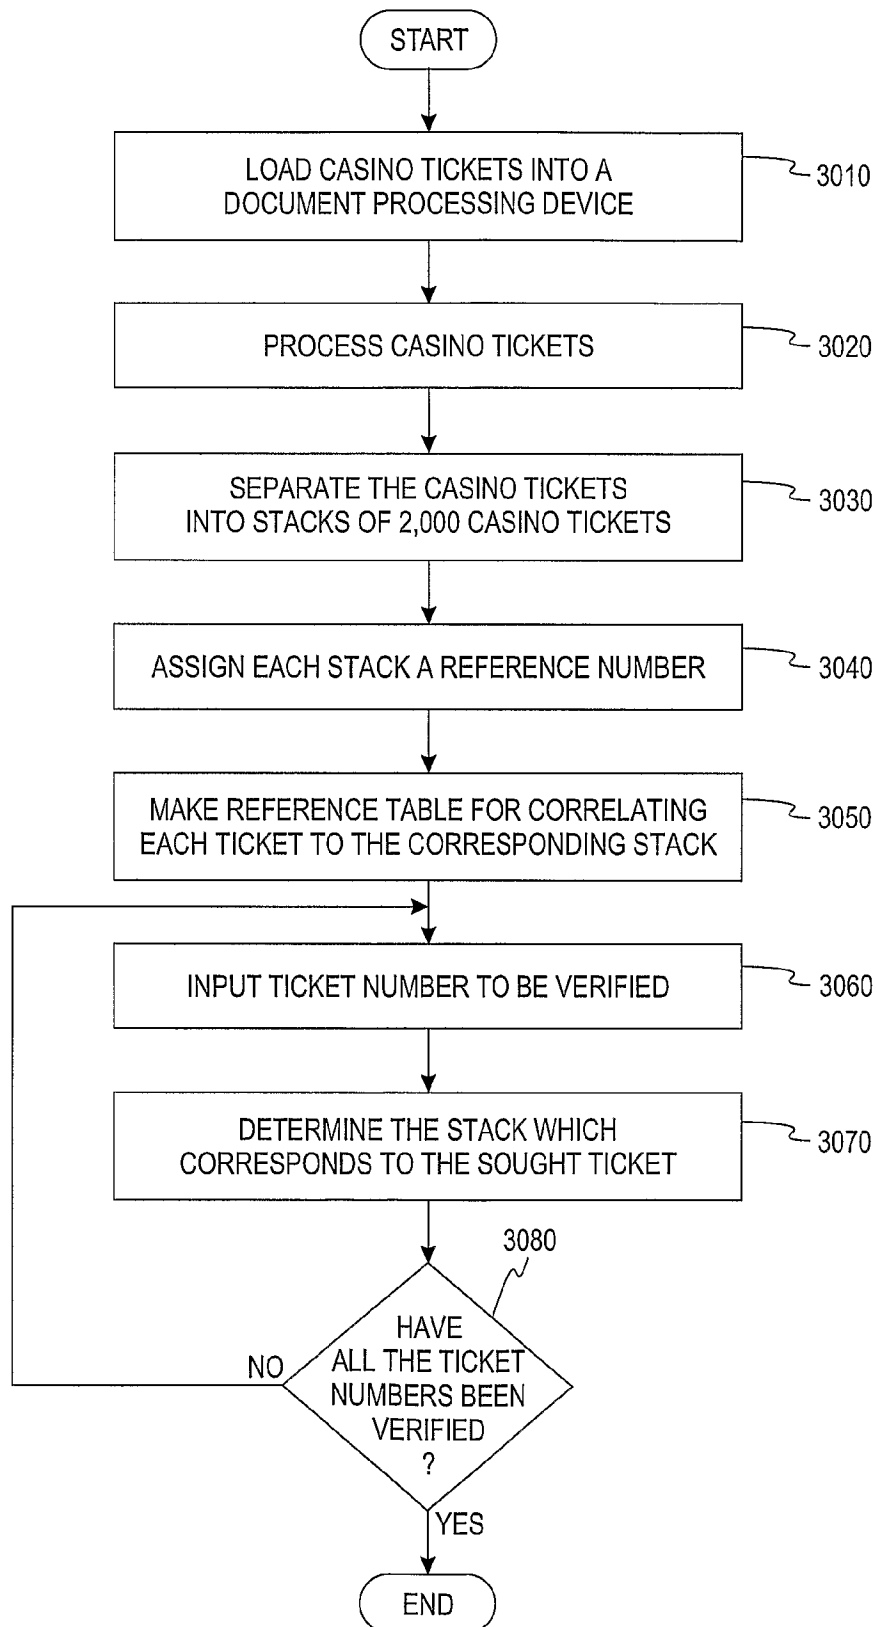 START
LOAD CASINO TICKETS INTO A
DOCUMENT PROCESSING DEVICE
3010
PROCESS CASINO TICKETS
3020
SEPARATE THE CASINO TICKETS
INTO STACKS OF 2,000 CASINO TICKETS
3030
ASSIGN EACH STACK A REFERENCE NUMBER
3040
MAKE REFERENCE TABLE FOR CORRELATING
EACH TICKET TO THE CORRESPONDING STACK
3050
INPUT TICKET NUMBER TO BE VERIFIED
3060
DETERMINE THE STACK WHICH
CORRESPONDS TO THE SOUGHT TICKET
3070
3080
HAVE
ALL THE TICKET
NUMBERS BEEN
VERIFIED
?
NO
YES
END